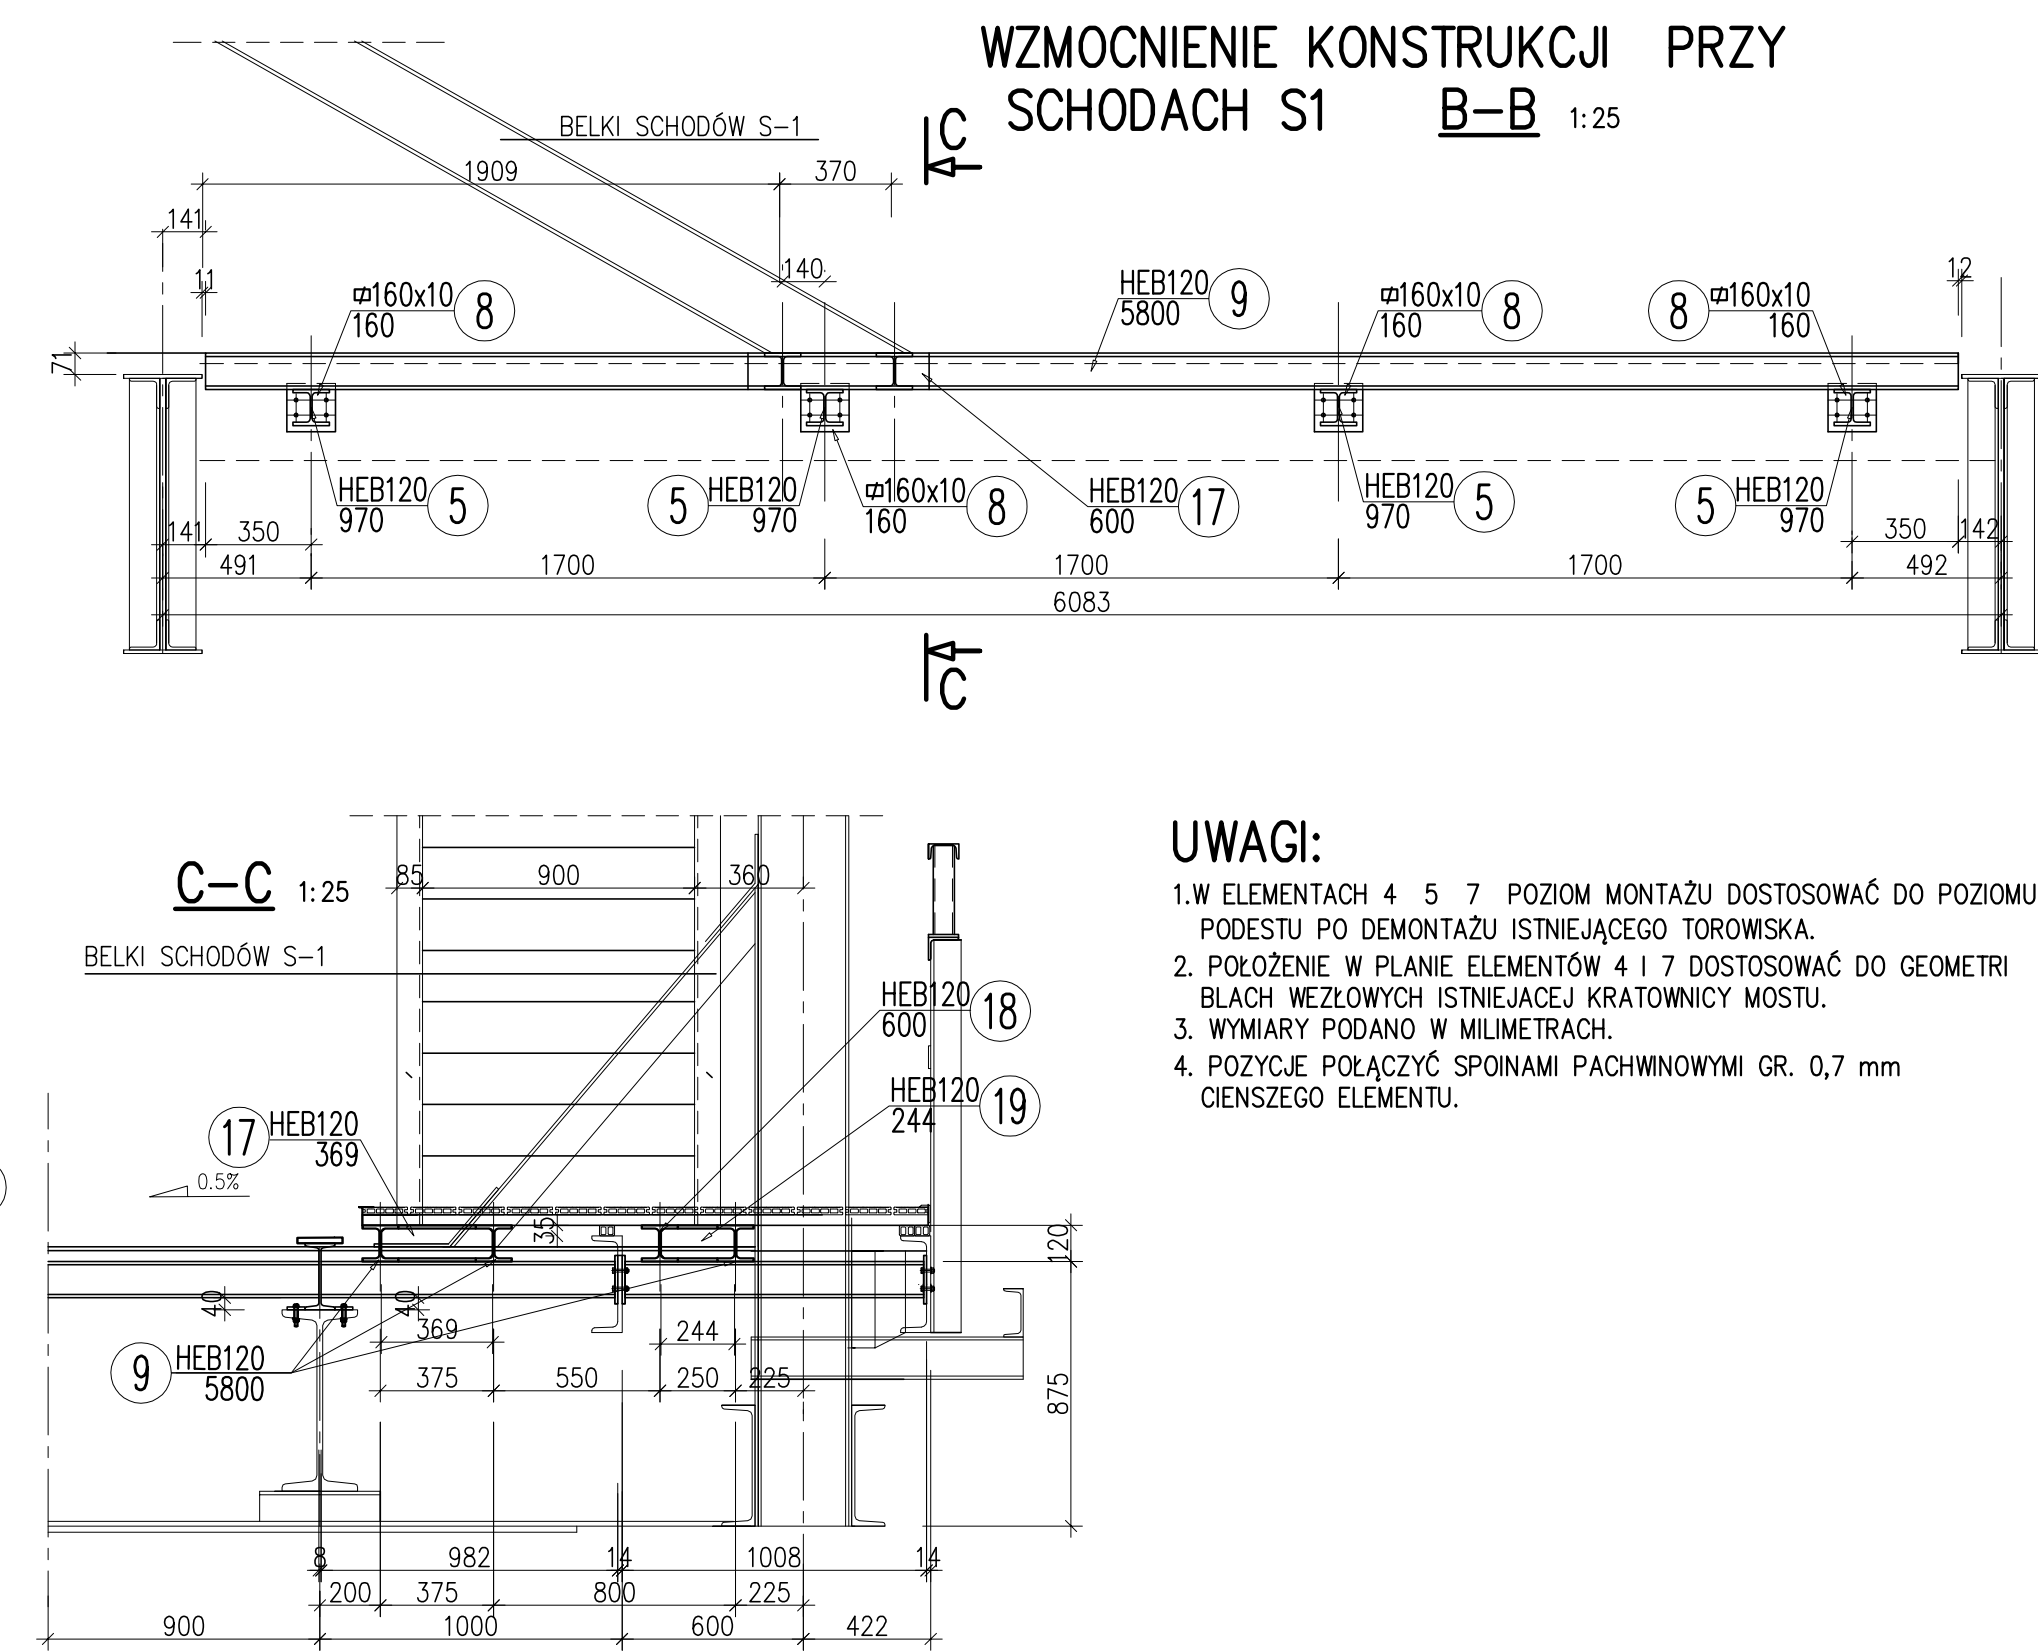 WZMOCNIENIE KONSTRUKCJI PRZY
SCHODACH S1 B-B 1:25
BELKI SCHODÓW S-1
C
1909 370
141
11
140
12
⌷160x10 8
160
HEB120 9
5800
⌷160x10 8
160
8 ⌷160x10
160
71
HEB120 5
970
5 HEB120
970
⌷160x10 8
160
HEB120 17
600
HEB120 5
970
5 HEB120
970
141 350 350 142
491 1700 1700 1700 492
6083
C
C-C 1:25
85 900 360
BELKI SCHODÓW S-1
HEB120 18
600
HEB120 19
244
17 HEB120
369
0.5%
35
120
40 40
369 244
9 HEB120
5800
375 550 250 225
875
8 982 14 1008 14
200 375 800 225
900 1000 600 422
UWAGI:
1.W ELEMENTACH 4 5 7 POZIOM MONTAŻU DOSTOSOWAĆ DO POZIOMU
PODESTU PO DEMONTAŻU ISTNIEJĄCEGO TOROWISKA.
2. POŁOŻENIE W PLANIE ELEMENTÓW 4 I 7 DOSTOSOWAĆ DO GEOMETRI
BLACH WEZŁOWYCH ISTNIEJACEJ KRATOWNICY MOSTU.
3. WYMIARY PODANO W MILIMETRACH.
4. POZYCJE POŁĄCZYĆ SPOINAMI PACHWINOWYMI GR. 0,7 mm
CIENSZEGO ELEMENTU.